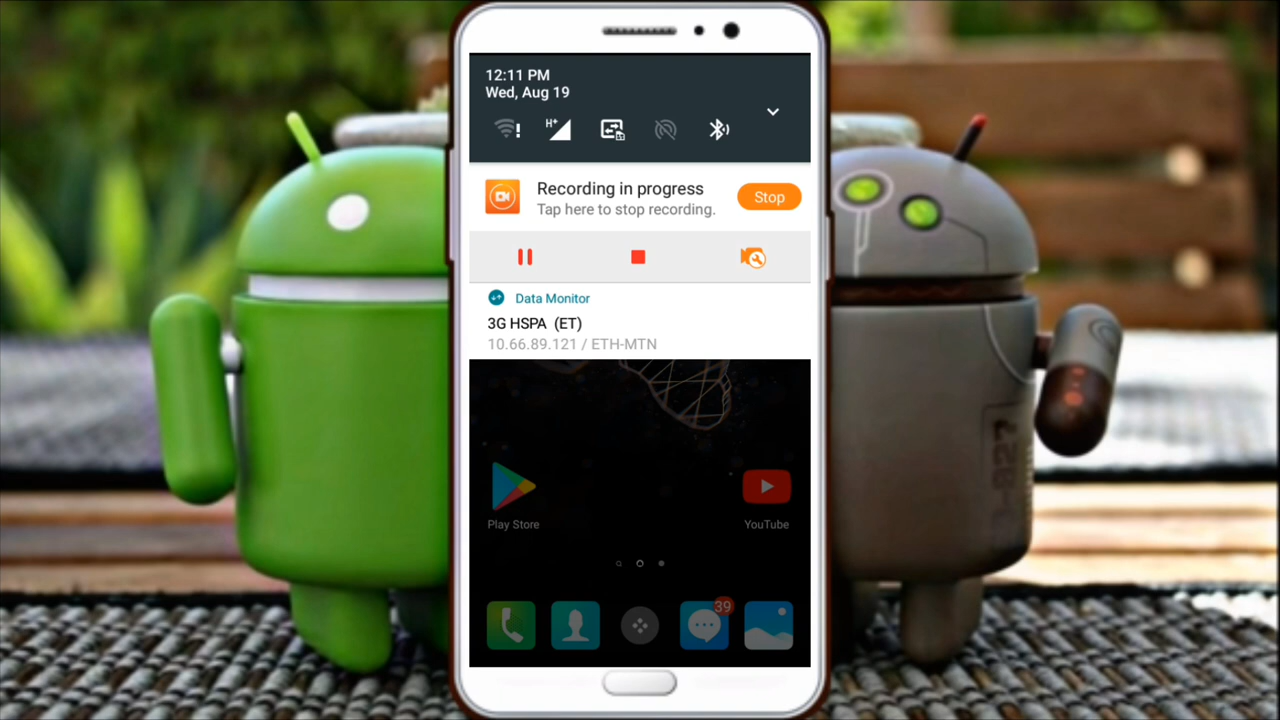 12:11 PM
Wed, Aug 19
H+
Recording in progress
Tap here to stop recording.
Stop
Data Monitor
3G HSPA (ET)
10.66.89.121 / ETH-MTN
Play Store
YouTube
39